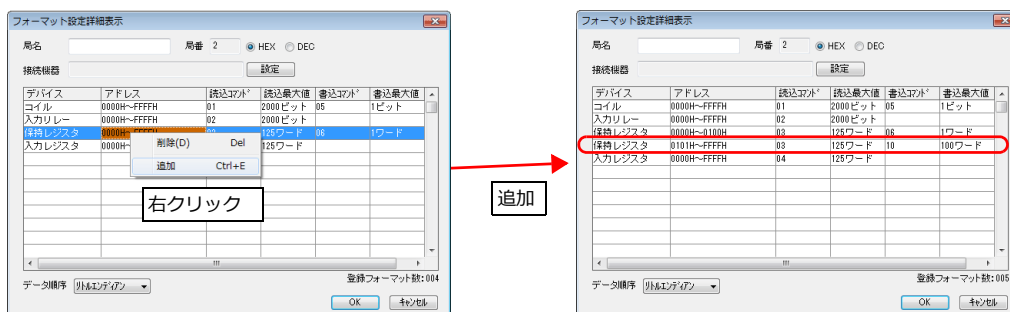 フォーマット設定詳細表示
局名 局番 2 HEX DEC
接続機器 設定
デバイス アドレス 読込コマンド 読込最大値 書込コマンド 書込最大値
コイル 0000H～FFFFH 01 2000ビット 05 1ビット
入力リレー 0000H～FFFFH 02 2000ビット
保持レジスタ 0000H～FFFFH 03 125ワード 06 1ワード
入力レジスタ 0000H～ 125ワード
削除(D) Del
追加 Ctrl+E
右クリック
データ順序 リトルエンディアン 登録フォーマット数:004
OK キャンセル
追加
フォーマット設定詳細表示
局名 局番 2 HEX DEC
接続機器 設定
デバイス アドレス 読込コマンド 読込最大値 書込コマンド 書込最大値
コイル 0000H～FFFFH 01 2000ビット 05 1ビット
入力リレー 0000H～FFFFH 02 2000ビット
保持レジスタ 0000H～0100H 03 125ワード 06 1ワード
保持レジスタ 0101H～FFFFH 03 125ワード 10 100ワード
入力レジスタ 0000H～FFFFH 04 125ワード
データ順序 リトルエンディアン 登録フォーマット数:005
OK キャンセル